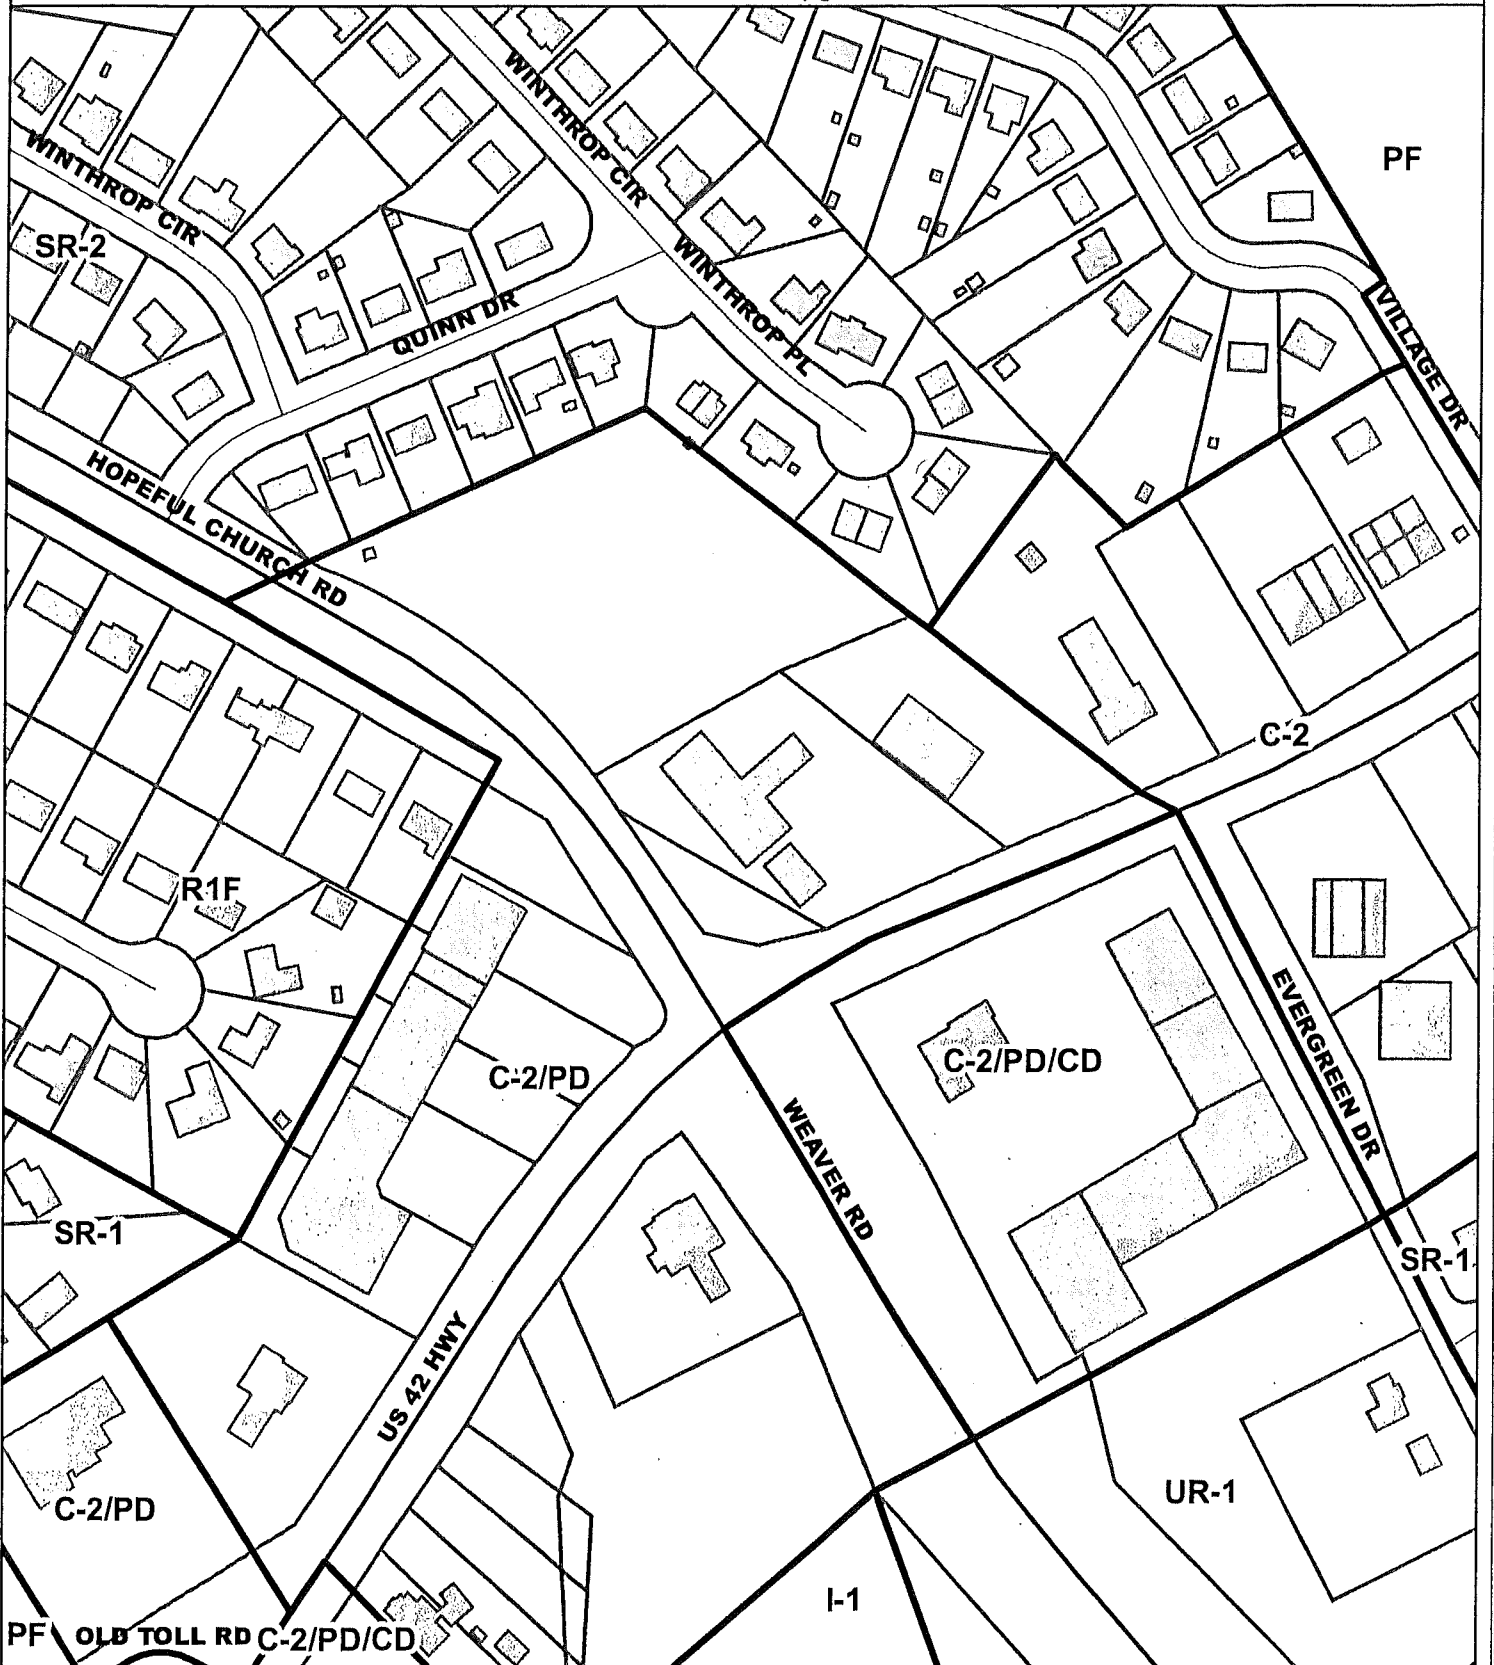 WINTHROP CIR
PF
WINTHROP CIR
SR-2
WINTHROP PL
QUINN DR
VILLAGE DR
HOPEFUL CHURCH RD
C-2
R1F
EVERGREEN DR
C-2/PD
C-2/PD/CD
WEAVER RD
SR-1
SR-1
US 42 HWY
C-2/PD
UR-1
I-1
PF
OLD TOLL RD
C-2/PD/CD